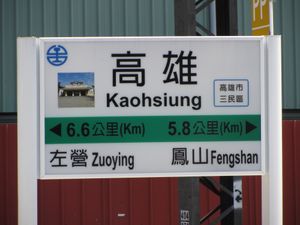 高雄
Kaohsiung
高雄市
三民區
6.6公里(Km) 5.8公里(Km)
左營 Zuoying 鳳山 Fengshan